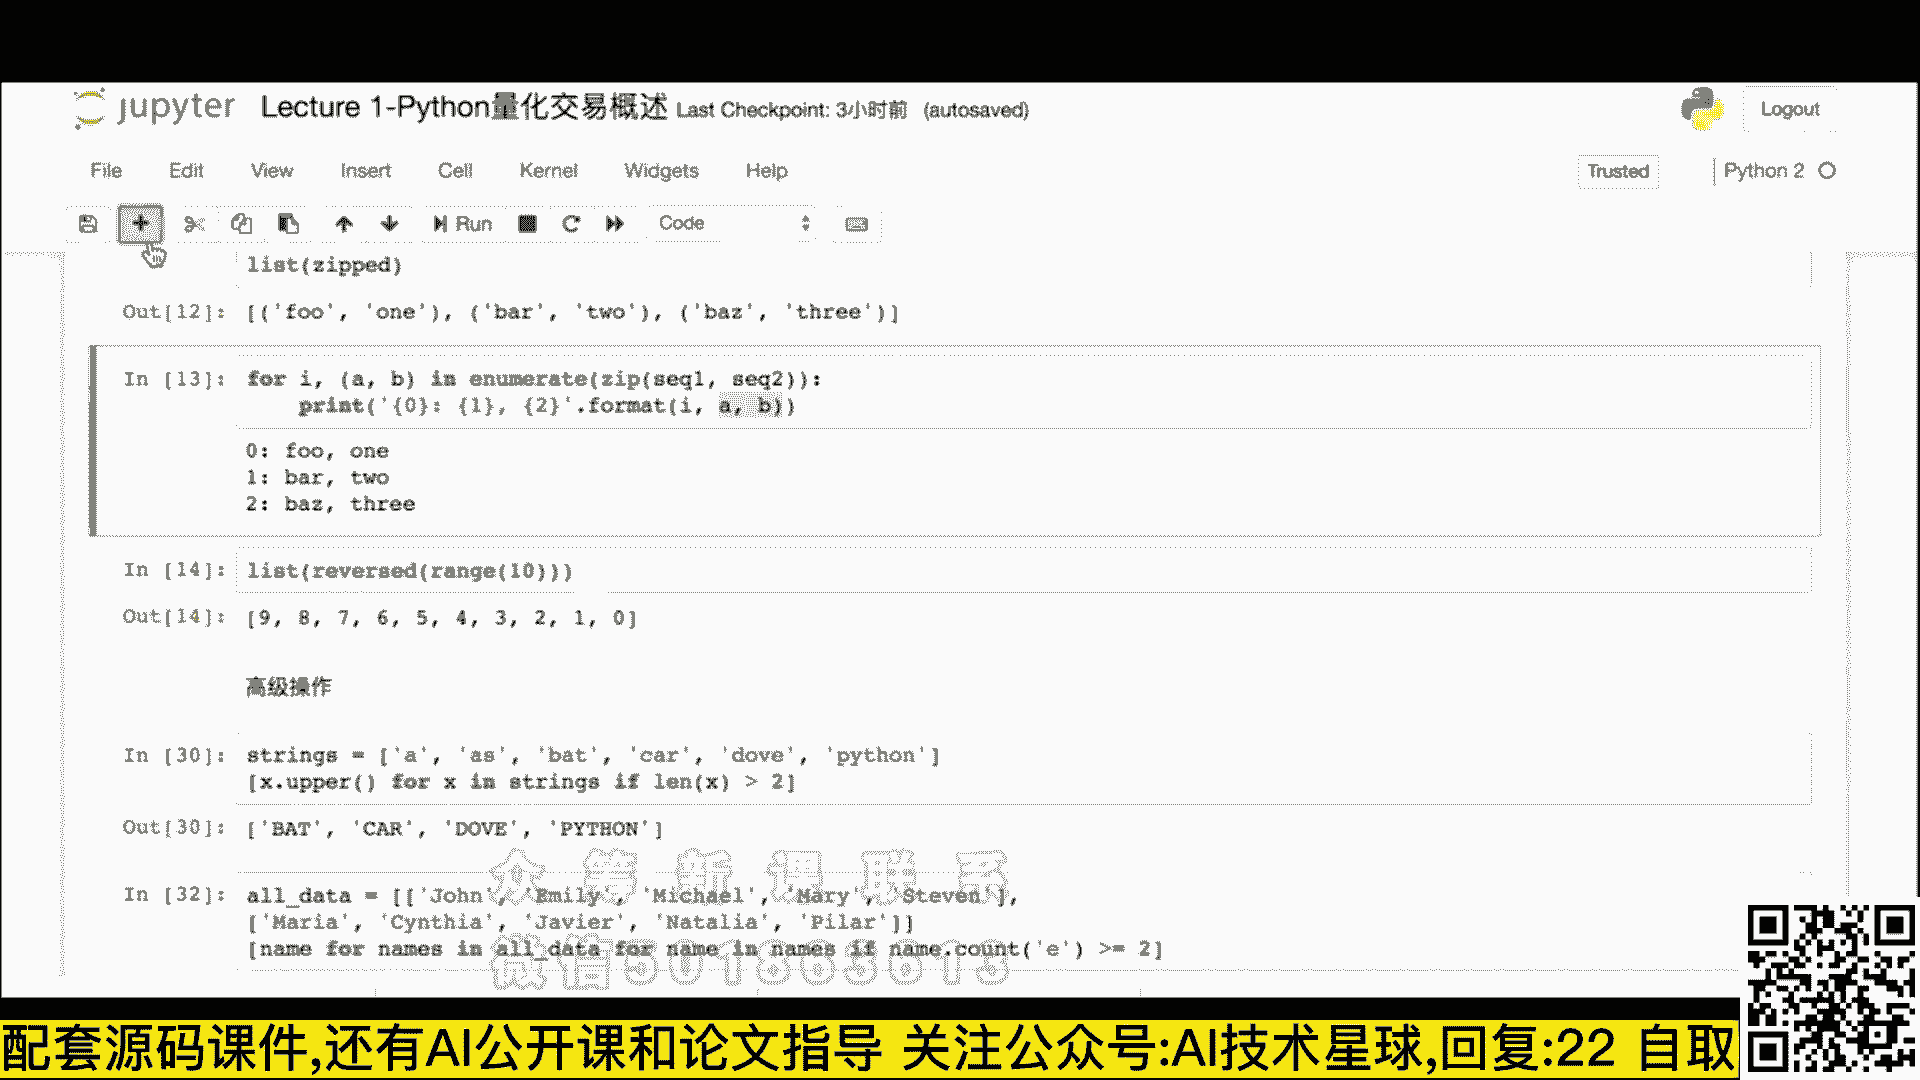 jupyter Lecture 1-Python量化交易概述 Last Checkpoint: 3小时前 (autosaved)
Logout
File Edit View Insert Cell Kernel Widgets Help
Trusted
Python 2
Run
Code
list(zipped)
Out[12]: [('foo', 'one'), ('bar', 'two'), ('baz', 'three')]
In [13]: for i, (a, b) in enumerate(zip(seq1, seq2)):
print('{0}: {1}, {2}'.format(i, a, b))
0: foo, one
1: bar, two
2: baz, three
In [14]: list(reversed(range(10)))
Out[14]: [9, 8, 7, 6, 5, 4, 3, 2, 1, 0]
高级操作
In [30]: strings = ['a', 'as', 'bat', 'car', 'dove', 'python']
[x.upper() for x in strings if len(x) > 2]
Out[30]: ['BAT', 'CAR', 'DOVE', 'PYTHON']
众筹新课联系
In [32]: all_data = [['John', 'Emily', 'Michael', 'Mary', 'Steven'],
['Maria', 'Cynthia', 'Javier', 'Natalia', 'Pilar']]
[name for names in all_data for name in names if name.count('e') >= 2]
微信501863613
配套源码课件,还有AI公开课和论文指导 关注公众号:AI技术星球,回复:22 自取